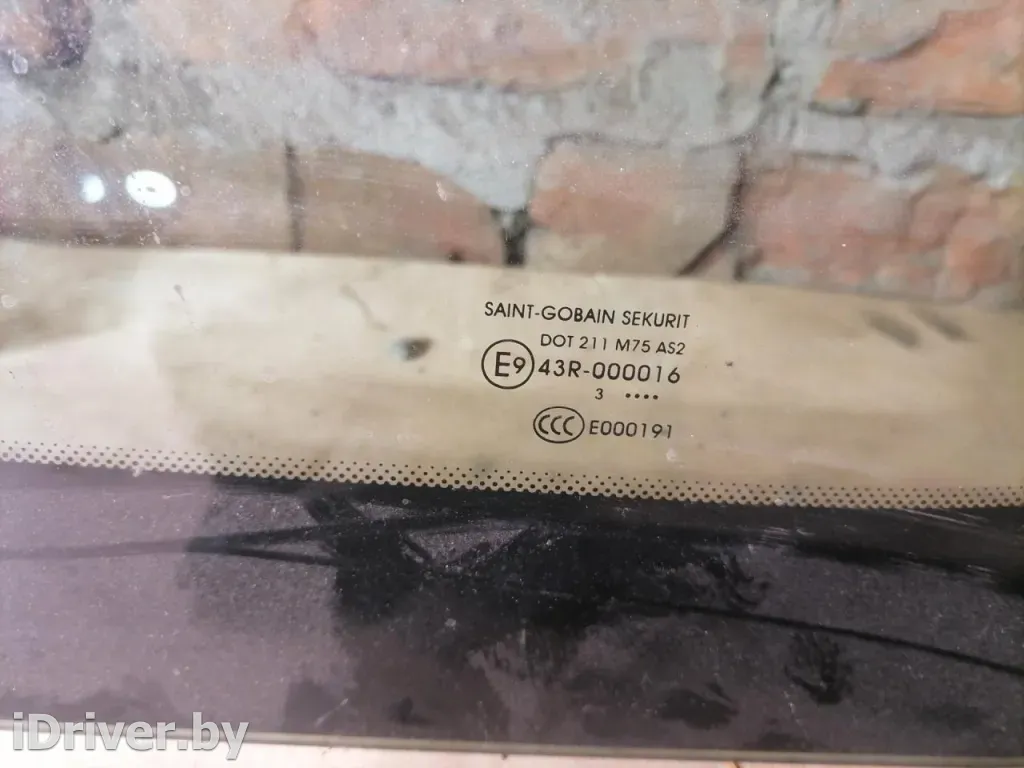 SAINT-GOBAIN SEKURIT
DOT 211 M75 AS2
E9 43R-000016
3 ....
CCC E000191
iDriver.by